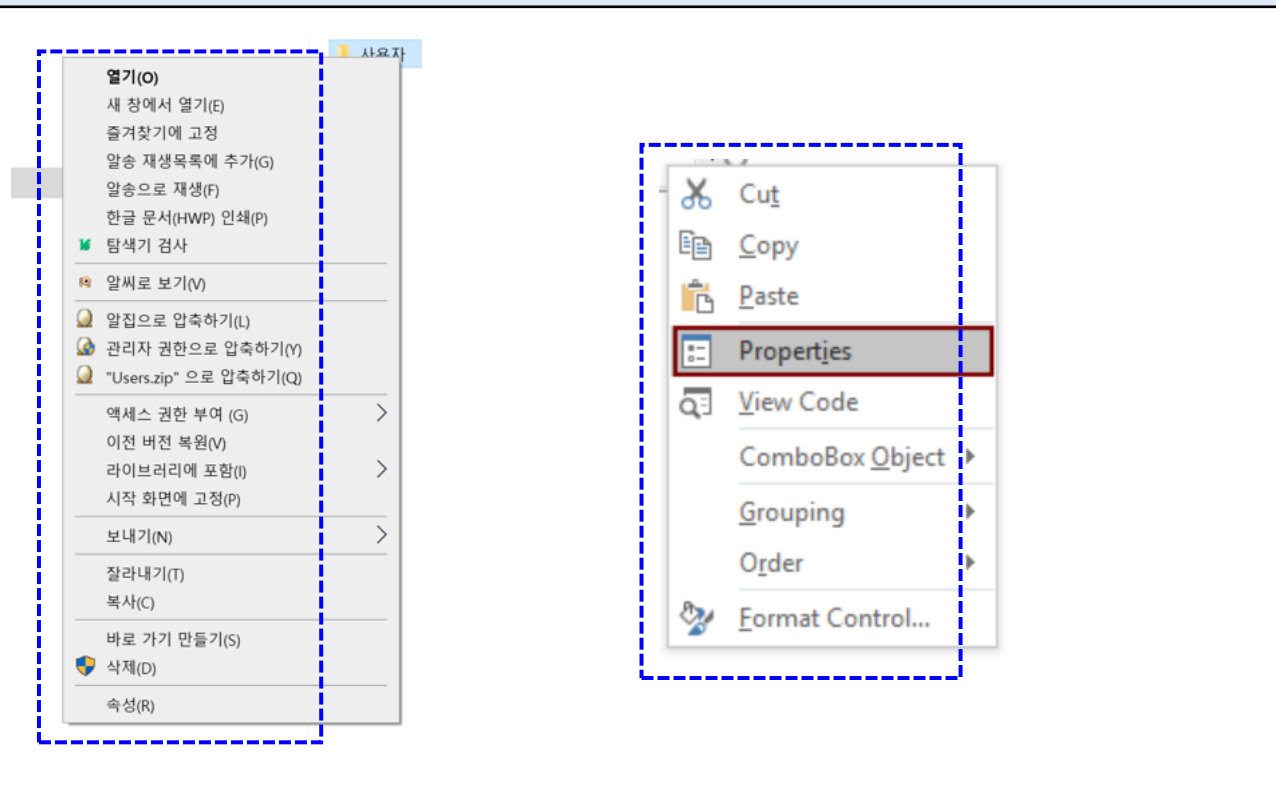 사용자
열기(O)
새 창에서 열기(E)
즐겨찾기에 고정
알송 재생목록에 추가(G)
알송으로 재생(F)
한글 문서(HWP) 인쇄(P)
탐색기 검사
알씨로 보기(V)
알집으로 압축하기(L)
관리자 권한으로 압축하기(Y)
"Users.zip" 으로 압축하기(Q)
액세스 권한 부여 (G)
이전 버전 복원(V)
라이브러리에 포함(I)
시작 화면에 고정(P)
보내기(N)
잘라내기(T)
복사(C)
바로 가기 만들기(S)
삭제(D)
속성(R)
Cut
Copy
Paste
Properties
View Code
ComboBox Object
Grouping
Order
Format Control...